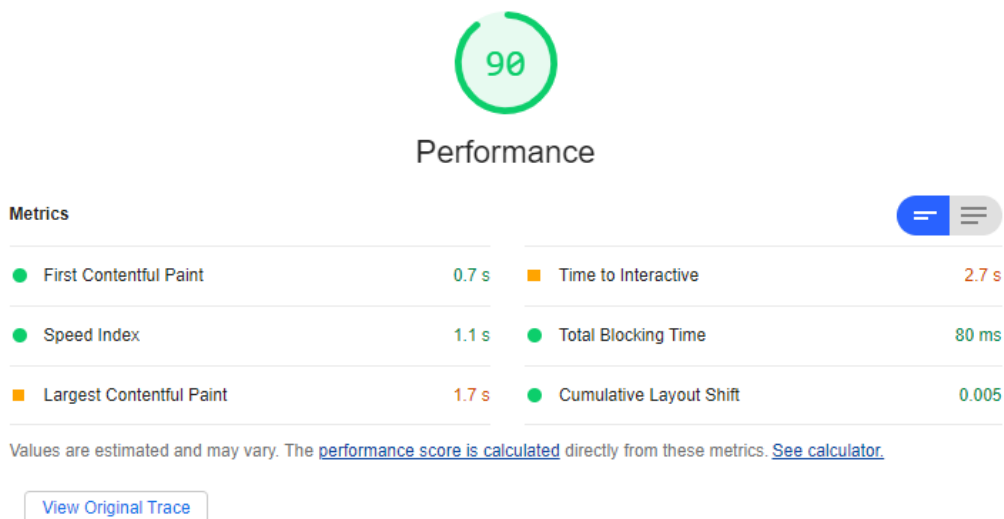 90
Performance
Metrics
First Contentful Paint 0.7 s
Time to Interactive 2.7 s
Speed Index 1.1 s
Total Blocking Time 80 ms
Largest Contentful Paint 1.7 s
Cumulative Layout Shift 0.005
Values are estimated and may vary. The performance score is calculated directly from these metrics. See calculator.
View Original Trace